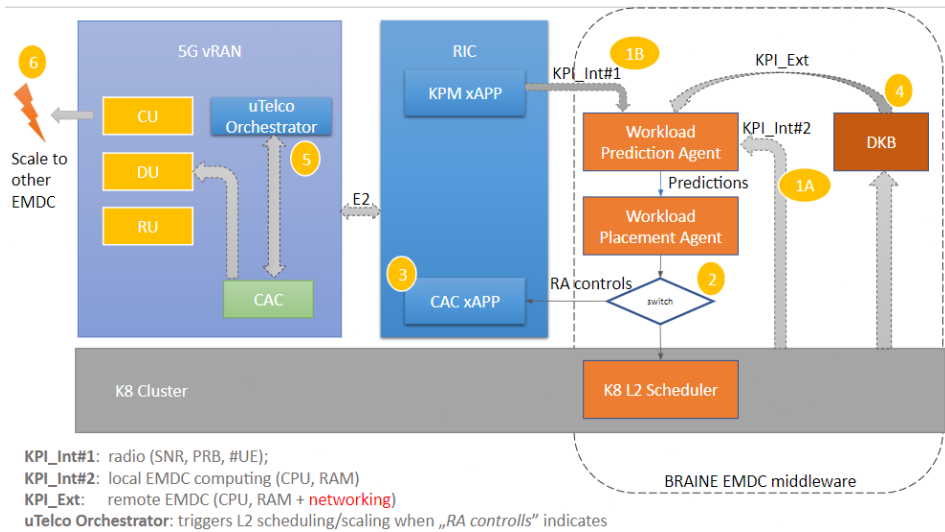 6
5G vRAN
RIC
1B
KPI_Ext
KPI_Int#1
CU
uTelco
Orchestrator
KPM xAPP
4
KPI_Int#2
Scale to
other
EMDC
5
Workload
Prediction Agent
DKB
DU
1A
Predictions
E2
RU
Workload
Placement Agent
3
RA controls
2
CAC
CAC xAPP
switch
K8 Cluster
K8 L2 Scheduler
KPI_Int#1: radio (SNR, PRB, #UE);
KPI_Int#2: local EMDC computing (CPU, RAM)
KPI_Ext: remote EMDC (CPU, RAM + networking)
uTelco Orchestrator: triggers L2 scheduling/scaling when „RA controlls" indicates
BRAINE EMDC middleware